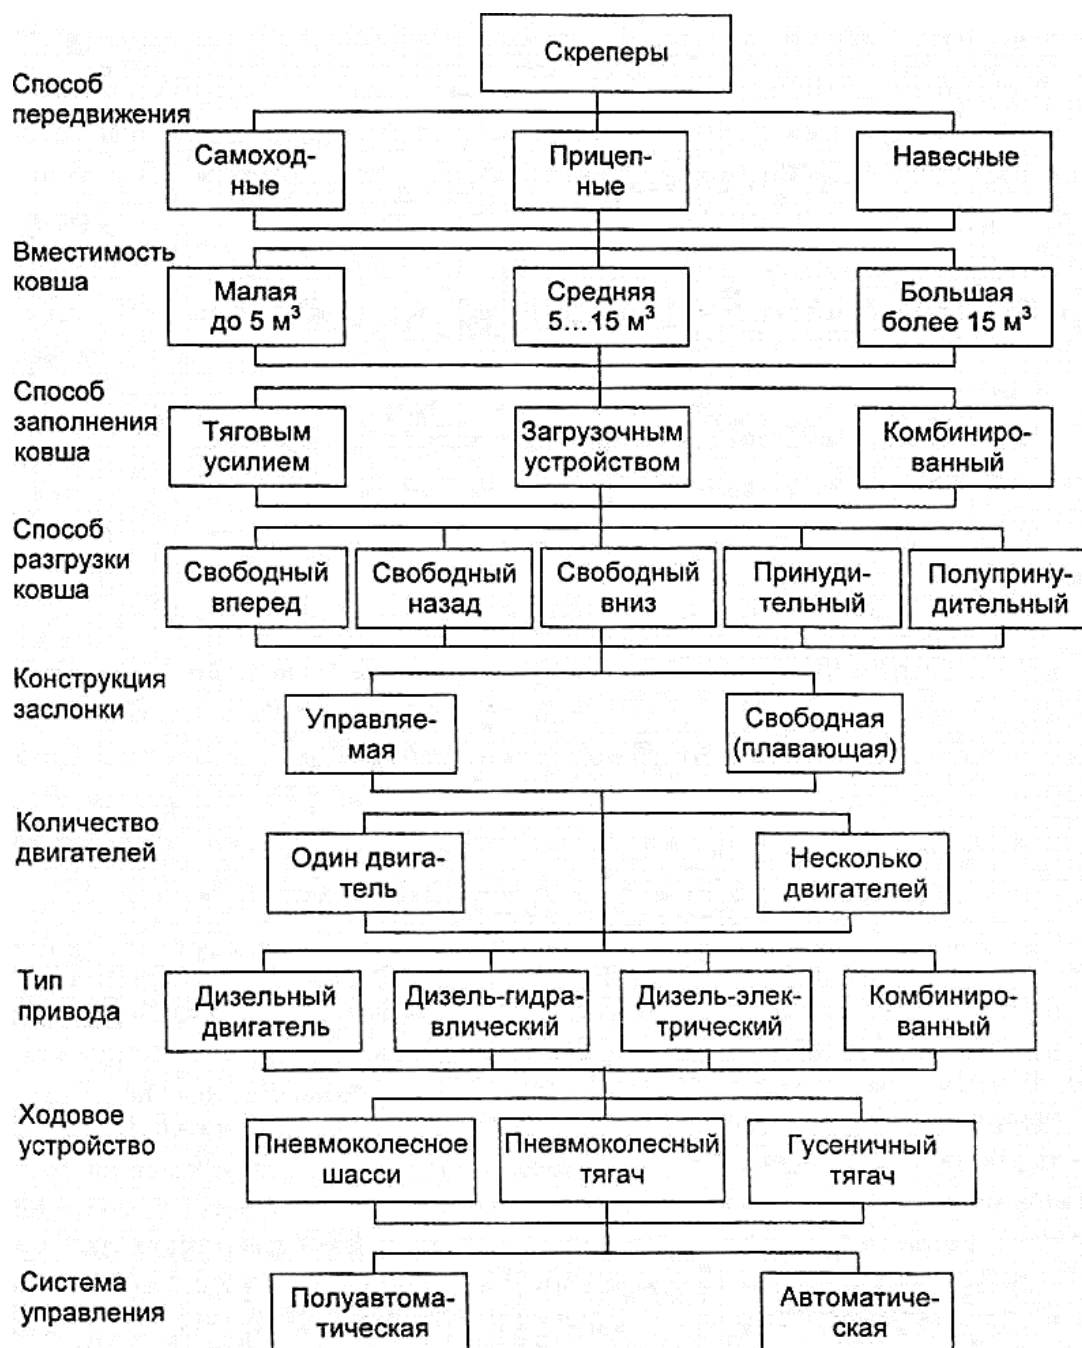 Скреперы
Способ
передвижения
Самоход-
ные
Прицеп-
ные
Навесные
Вместимость
ковша
Малая
до 5 м³
Средняя
5...15 м³
Большая
более 15 м³
Способ
заполнения
ковша
Тяговым
усилием
Загрузочным
устройством
Комбиниро-
ванный
Способ
разгрузки
ковша
Свободный
вперед
Свободный
назад
Свободный
вниз
Принуди-
тельный
Полуприну-
дительный
Конструкция
заслонки
Управляе-
мая
Свободная
(плавающая)
Количество
двигателей
Один двига-
тель
Несколько
двигателей
Тип
привода
Дизельный
двигатель
Дизель-гидра-
влический
Дизель-элек-
трический
Комбиниро-
ванный
Ходовое
устройство
Пневмоколесное
шасси
Пневмоколесный
тягач
Гусеничный
тягач
Система
управления
Полуавтома-
тическая
Автоматиче-
ская